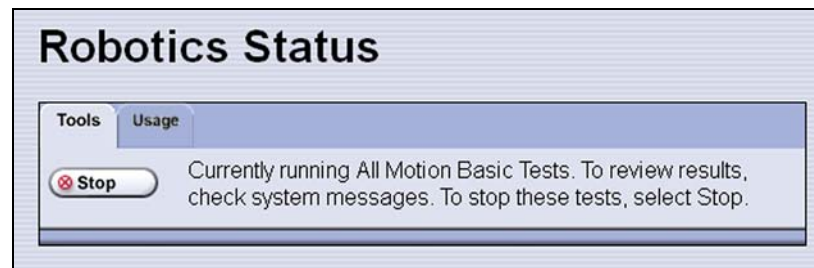 Robotics Status
Tools Usage
Stop
Currently running All Motion Basic Tests. To review results,
check system messages. To stop these tests, select Stop.